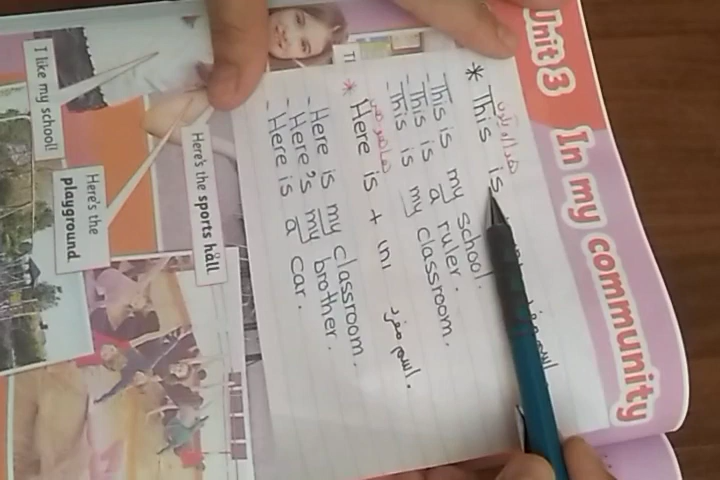 Unit 3 In my community
* This is
- This is my school.
- This is a ruler.
- This is my classroom.
* Here is + اسم مفرد.
- Here is my classroom.
- Here's my brother.
- Here is a car.
Here's the sports hall
I like my school!
Here's the
playground